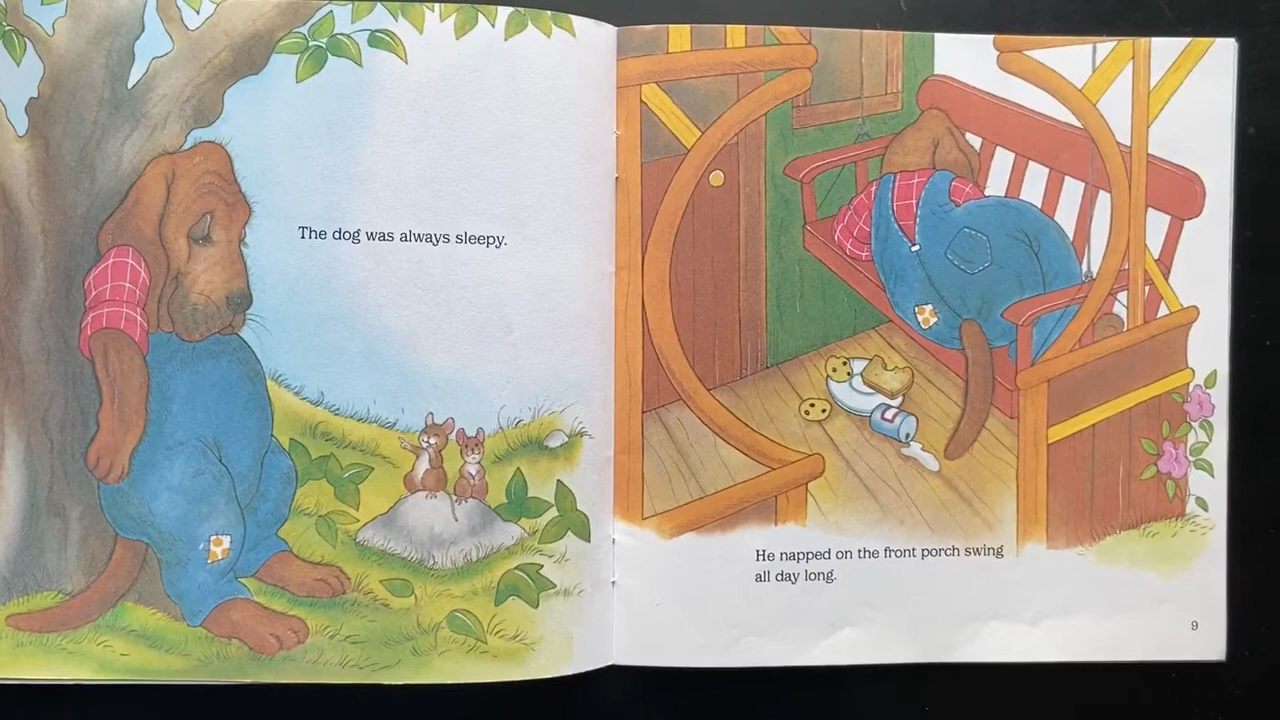 The dog was always sleepy.
He napped on the front porch swing
all day long.
9